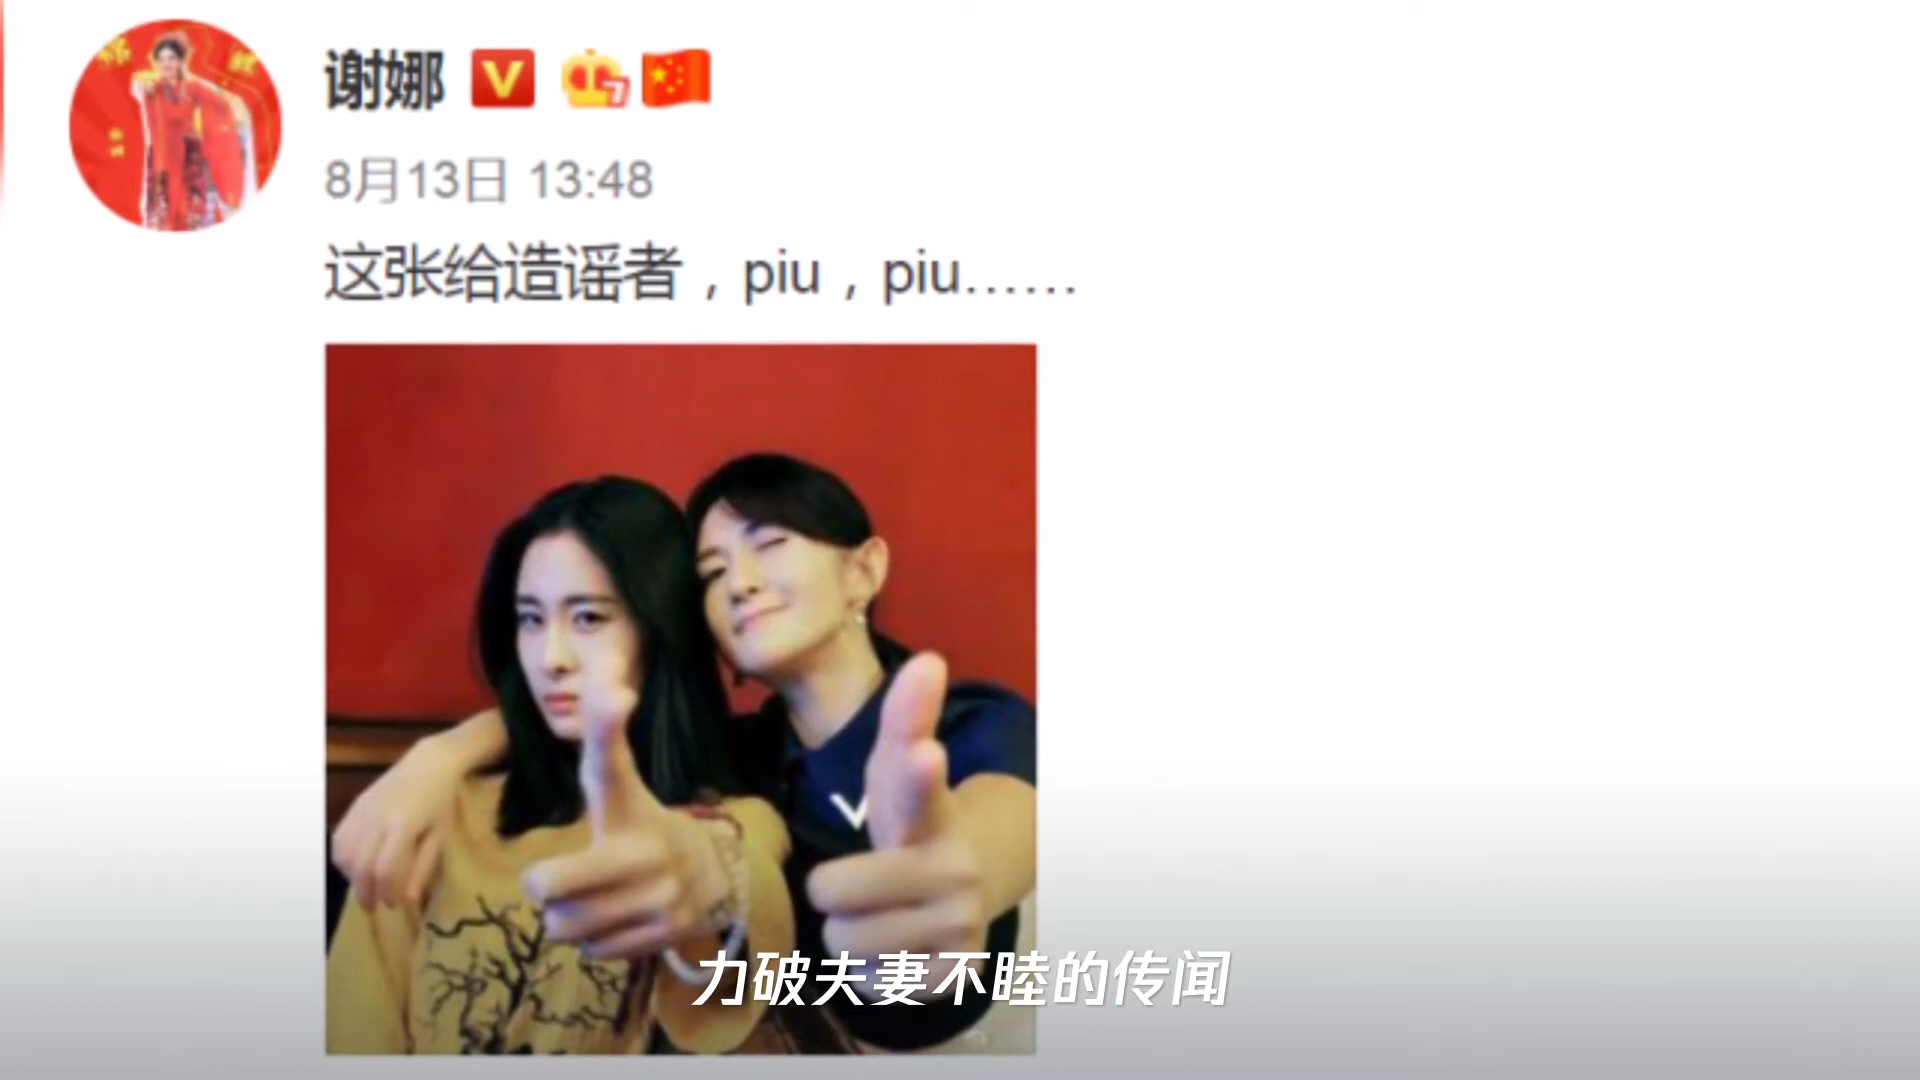 谢娜
8月13日 13:48
这张给造谣者，piu，piu……
力破夫妻不睦的传闻